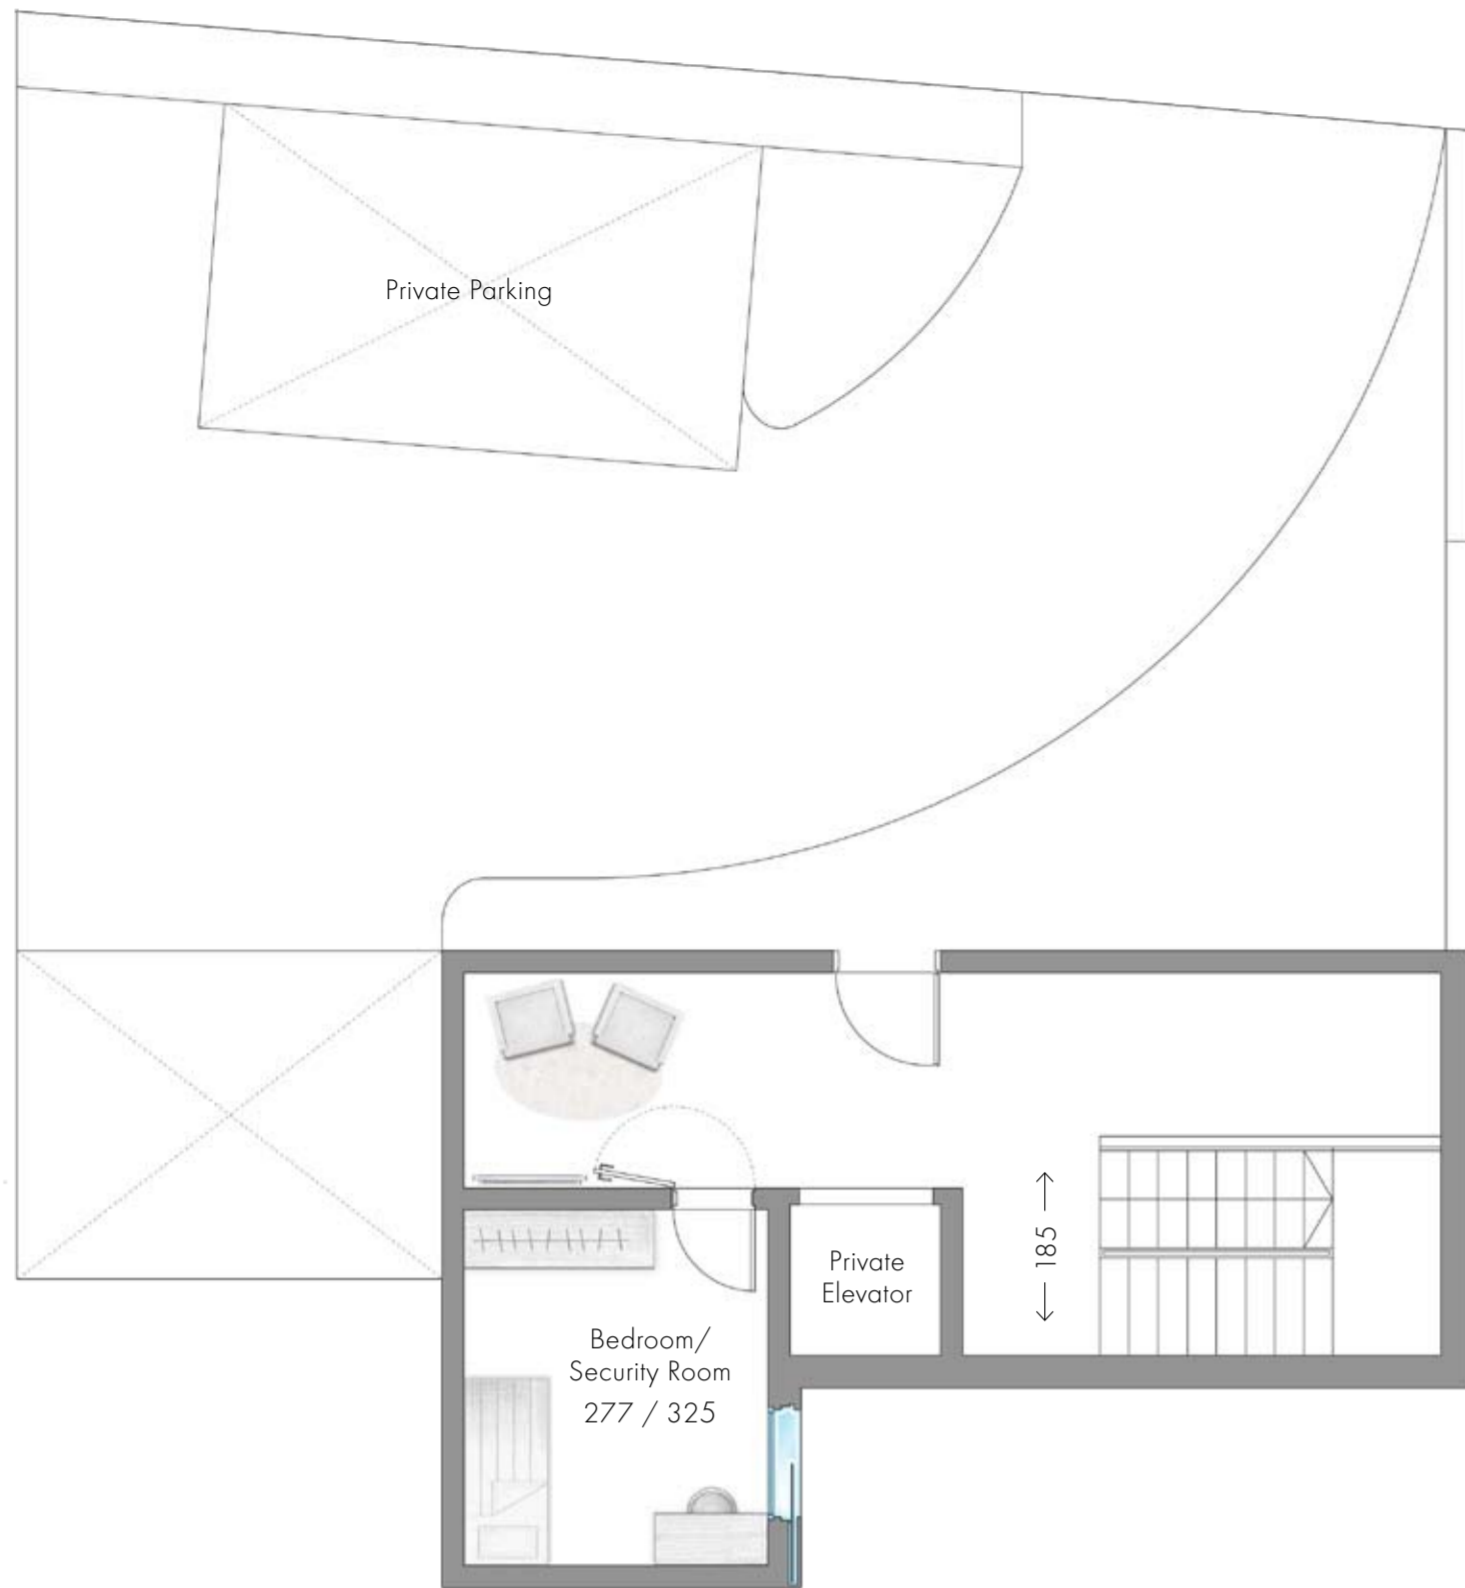 Private Parking
Private
Elevator
185
Bedroom/
Security Room
277 / 325